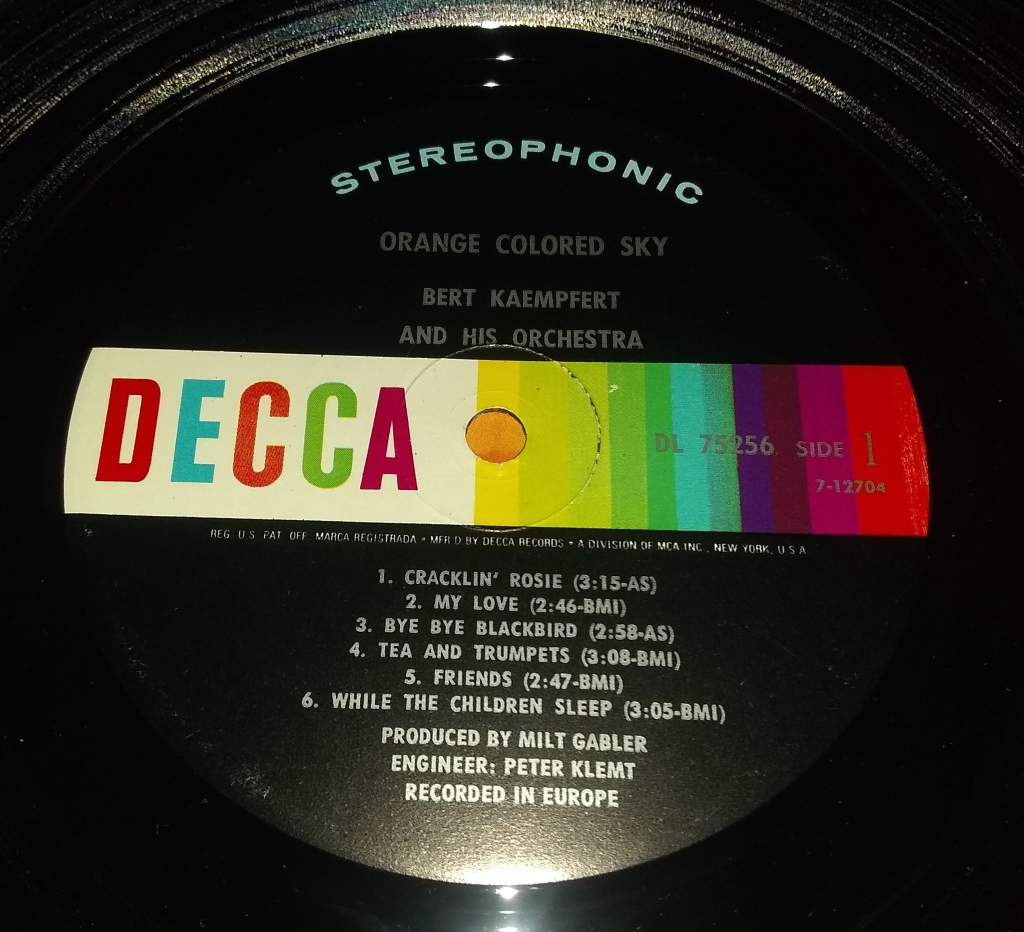 STEREOPHONIC
ORANGE COLORED SKY
BERT KAEMPFERT
AND HIS ORCHESTRA
DECCA
DL 75256 SIDE 1
7-12704
REG. U.S. PAT. OFF. MARCA REGISTRADA • MFR'D BY DECCA RECORDS • A DIVISION OF MCA INC., NEW YORK, U.S.A.
1. CRACKLIN' ROSIE (3:15-AS)
2. MY LOVE (2:46-BMI)
3. BYE BYE BLACKBIRD (2:58-AS)
4. TEA AND TRUMPETS (3:08-BMI)
5. FRIENDS (2:47-BMI)
6. WHILE THE CHILDREN SLEEP (3:05-BMI)
PRODUCED BY MILT GABLER
ENGINEER: PETER KLEMT
RECORDED IN EUROPE